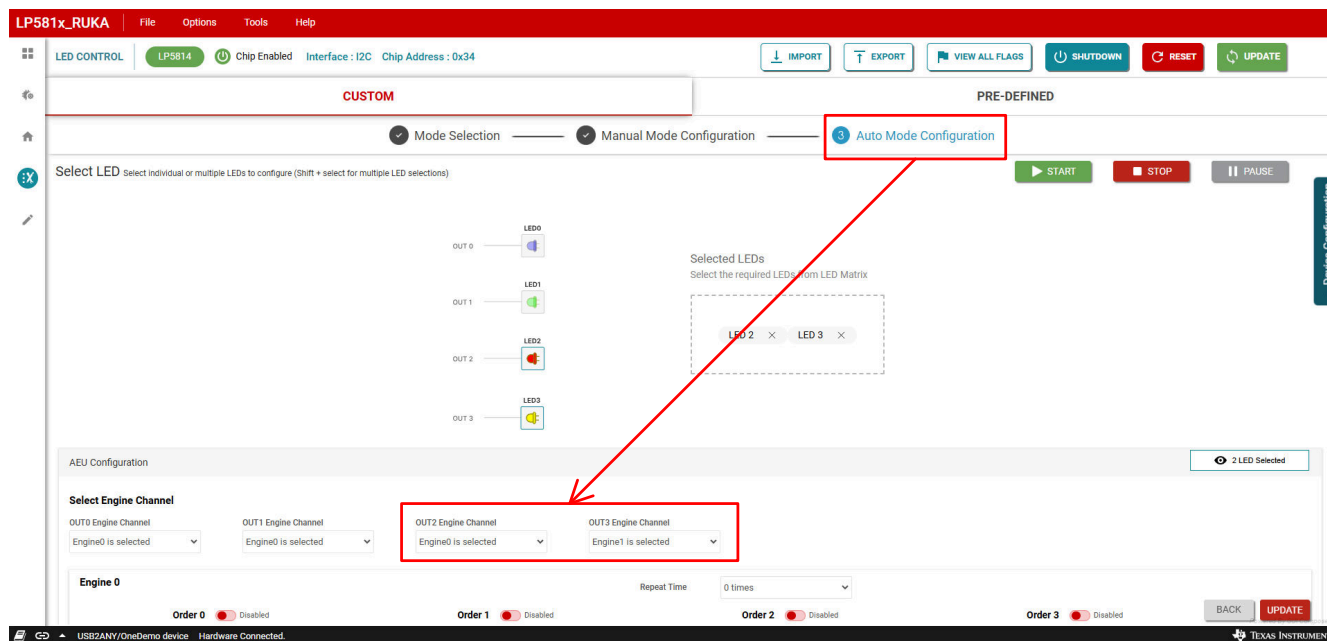 LP581x_RUKA File Options Tools Help
LED CONTROL LP5814 Chip Enabled Interface : I2C Chip Address : 0x34 IMPORT EXPORT VIEW ALL FLAGS SHUTDOWN RESET UPDATE
CUSTOM PRE-DEFINED
Mode Selection Manual Mode Configuration 3 Auto Mode Configuration
Select LED Select individual or multiple LEDs to configure (Shift + select for multiple LED selections) START STOP PAUSE
LED0
OUT 0
Selected LEDs
Select the required LEDs from LED Matrix
LED1
OUT 1
LED 2 × LED 3 ×
LED2
OUT 2
LED3
OUT 3
AEU Configuration 2 LED Selected
Select Engine Channel
OUT0 Engine Channel OUT1 Engine Channel OUT2 Engine Channel OUT3 Engine Channel
Engine0 is selected Engine0 is selected Engine0 is selected Engine1 is selected
Engine 0 Repeat Time 0 times
Order 0 Disabled Order 1 Disabled Order 2 Disabled Order 3 Disabled
BACK UPDATE
USB2ANY/OneDemo device Hardware Connected. TEXAS INSTRUMEN